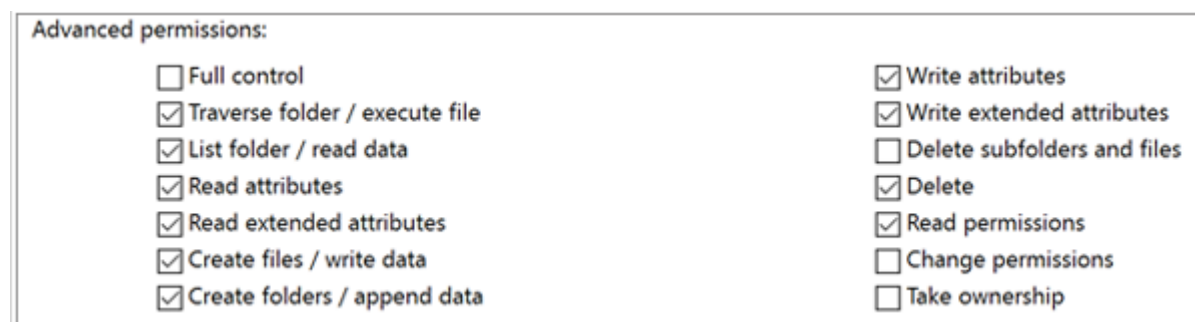 Advanced permissions:
Full control
Traverse folder / execute file
List folder / read data
Read attributes
Read extended attributes
Create files / write data
Create folders / append data
Write attributes
Write extended attributes
Delete subfolders and files
Delete
Read permissions
Change permissions
Take ownership